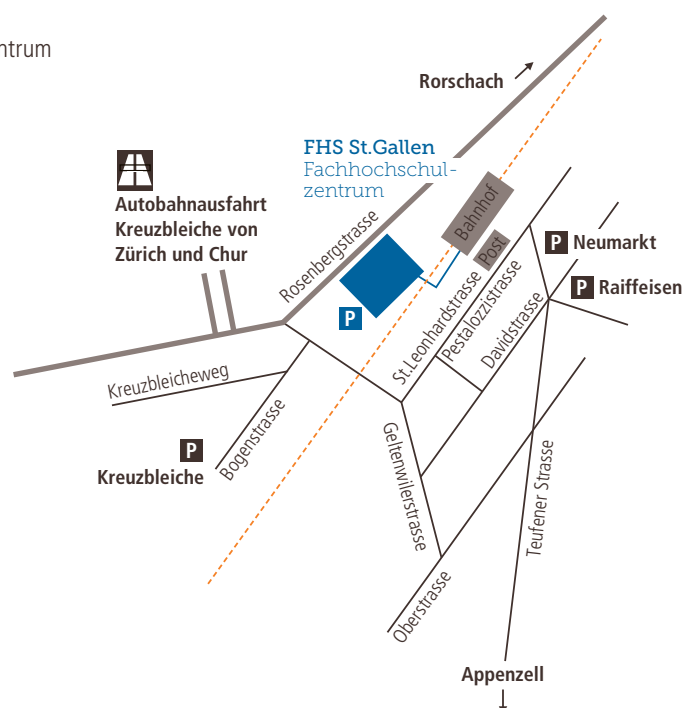 ntrum
Rorschach
FHS St.Gallen
Fachhochschul-
zentrum
Autobahnausfahrt
Kreuzbleiche von
Zürich und Chur
Rosenbergstrasse
Bahnhof
Post
P Neumarkt
P Raiffeisen
P
St.Leonhardstrasse
Pestalozzistrasse
Davidstrasse
Kreuzbleicheweg
Bogenstrasse
P
Kreuzbleiche
Geltenwilerstrasse
Teufener Strasse
Oberstrasse
Appenzell